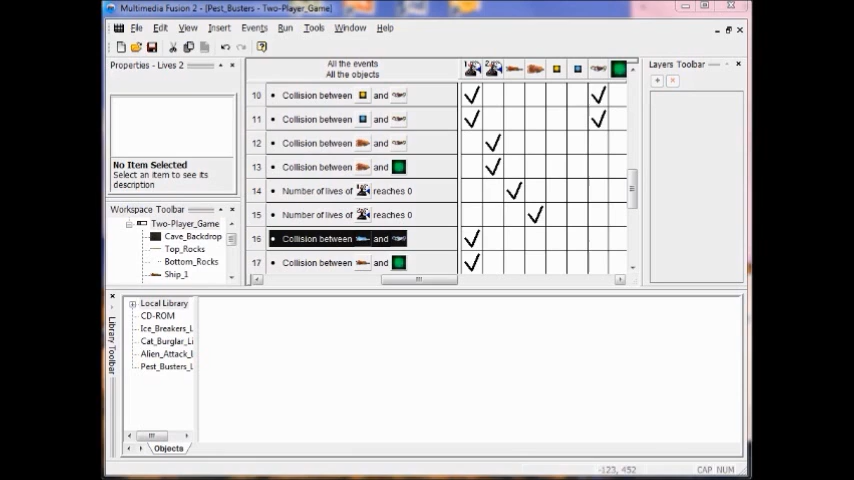 Multimedia Fusion 2 - [Pest_Busters - Two-Player_Game]
File Edit View Insert Events Run Tools Window Help
Properties - Lives 2
No Item Selected
Select an item to see its
description
Workspace Toolbar
Two-Player_Game
Cave_Backdrop
Top_Rocks
Bottom_Rocks
Ship_1
All the events
All the objects
10 • Collision between and
11 • Collision between and
12 • Collision between and
13 • Collision between and
14 • Number of lives of reaches 0
15 • Number of lives of reaches 0
16 • Collision between and
17 • Collision between and
Layers Toolbar
Library Toolbar
Local Library
CD-ROM
Ice_Breakers_L
Cat_Burglar_Li
Alien_Attack_L
Pest_Busters_L
Objects
-123, 452
CAP NUM